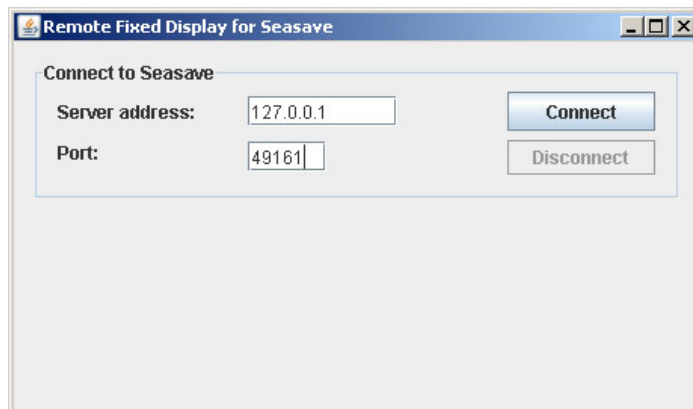 Remote Fixed Display for Seasave
Connect to Seasave
Server address: 127.0.0.1 Connect
Port: 49161 Disconnect